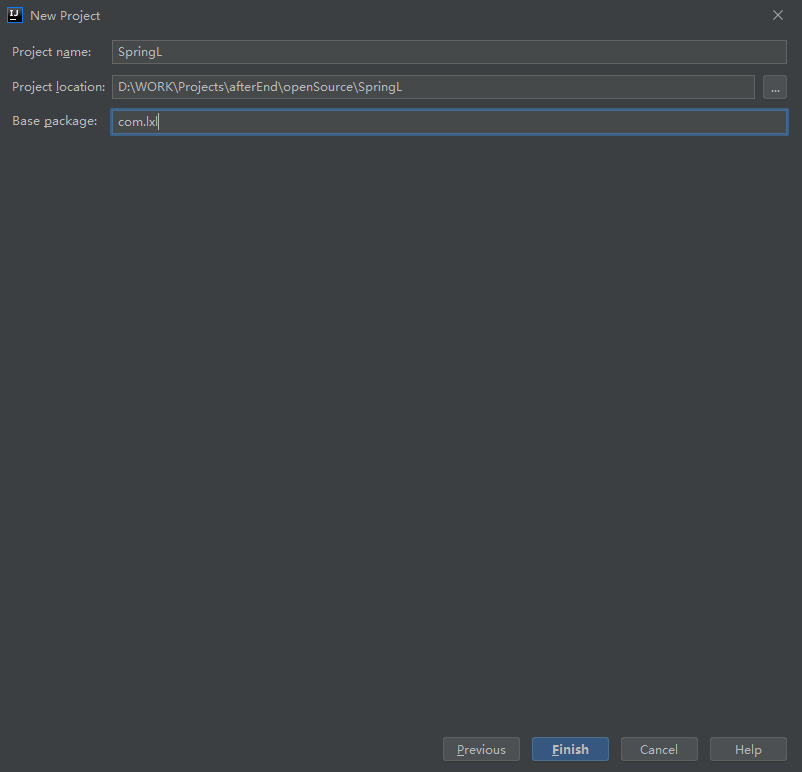 New Project
Project name: SpringL
Project location: D:\WORK\Projects\afterEnd\openSource\SpringL ...
Base package: com.lxl
Previous Finish Cancel Help